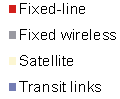 Fixed-line
Fixed wireless
Satellite
Transit links